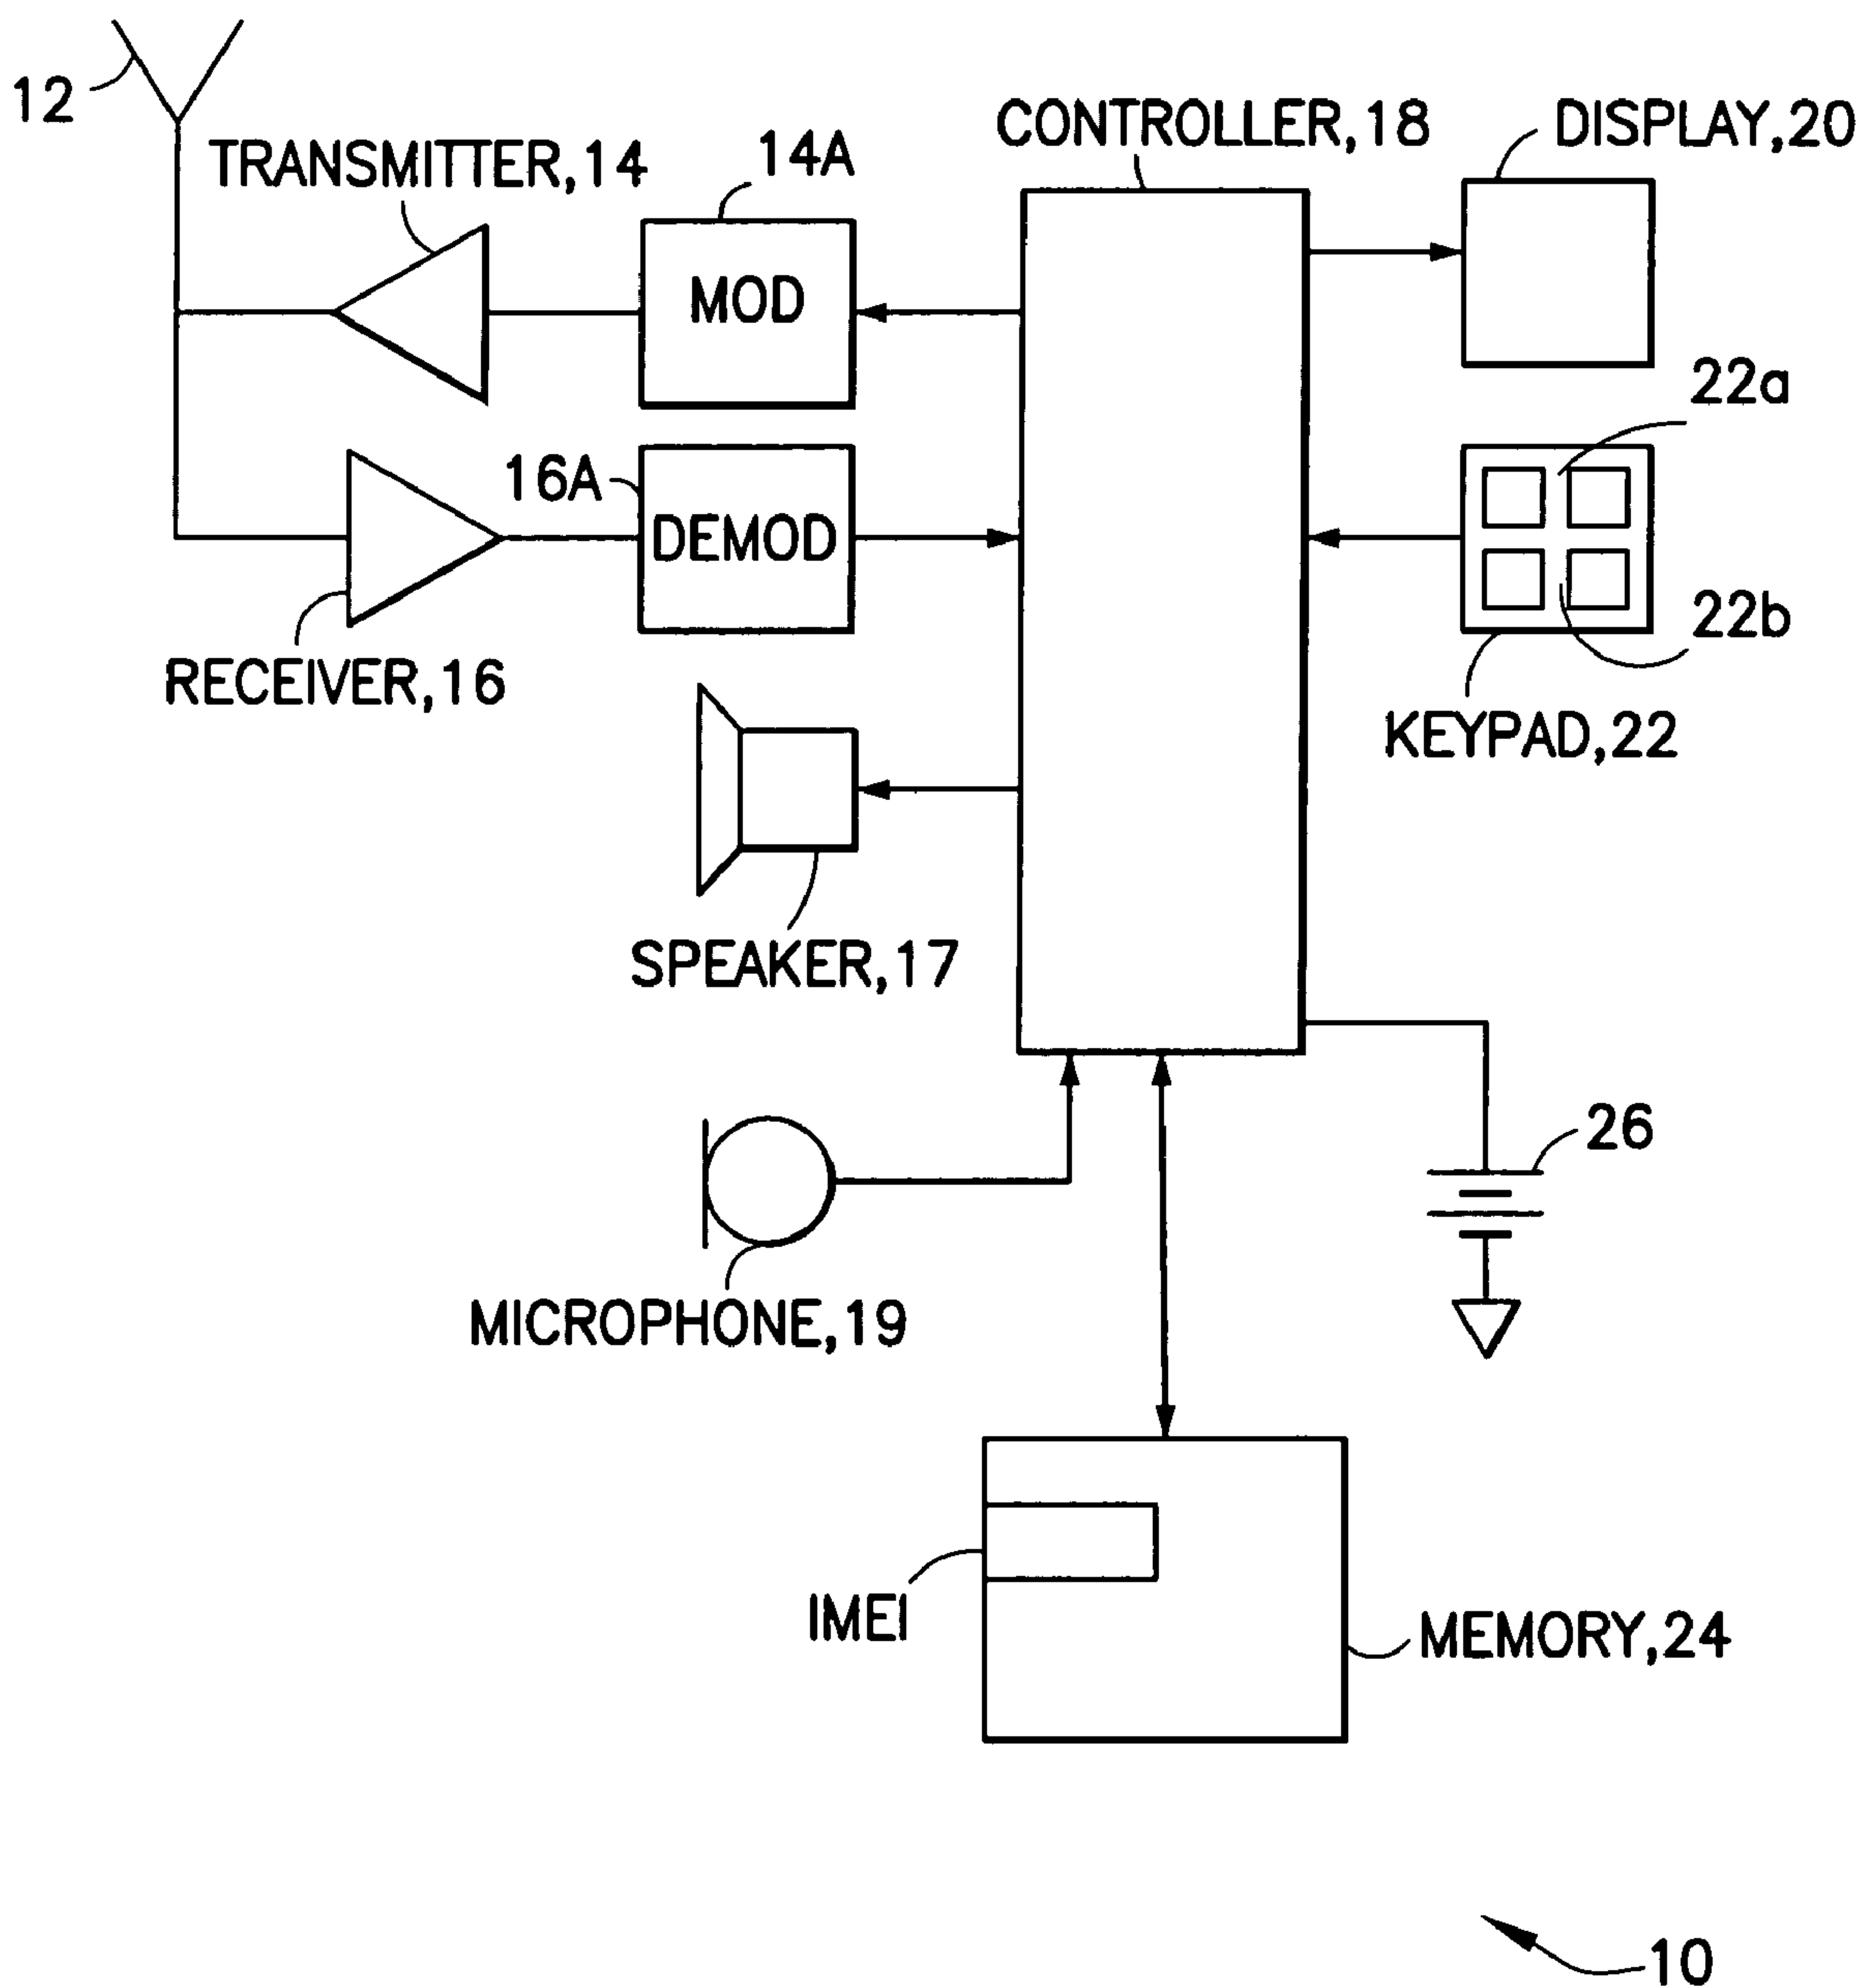 12
TRANSMITTER,14
14A
CONTROLLER,18
DISPLAY,20
MOD
22a
16A
DEMOD
22b
RECEIVER,16
KEYPAD,22
SPEAKER,17
26
MICROPHONE,19
IMEI
MEMORY,24
10